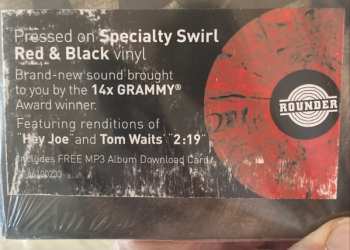 Pressed on Specialty Swirl
Red & Black vinyl
Brand-new sound brought
to you by the 14x GRAMMY®
Award winner.
Featuring renditions of
"Hey Joe" and Tom Waits' "2:19"
Includes FREE MP3 Album Download Card
ROUNDER